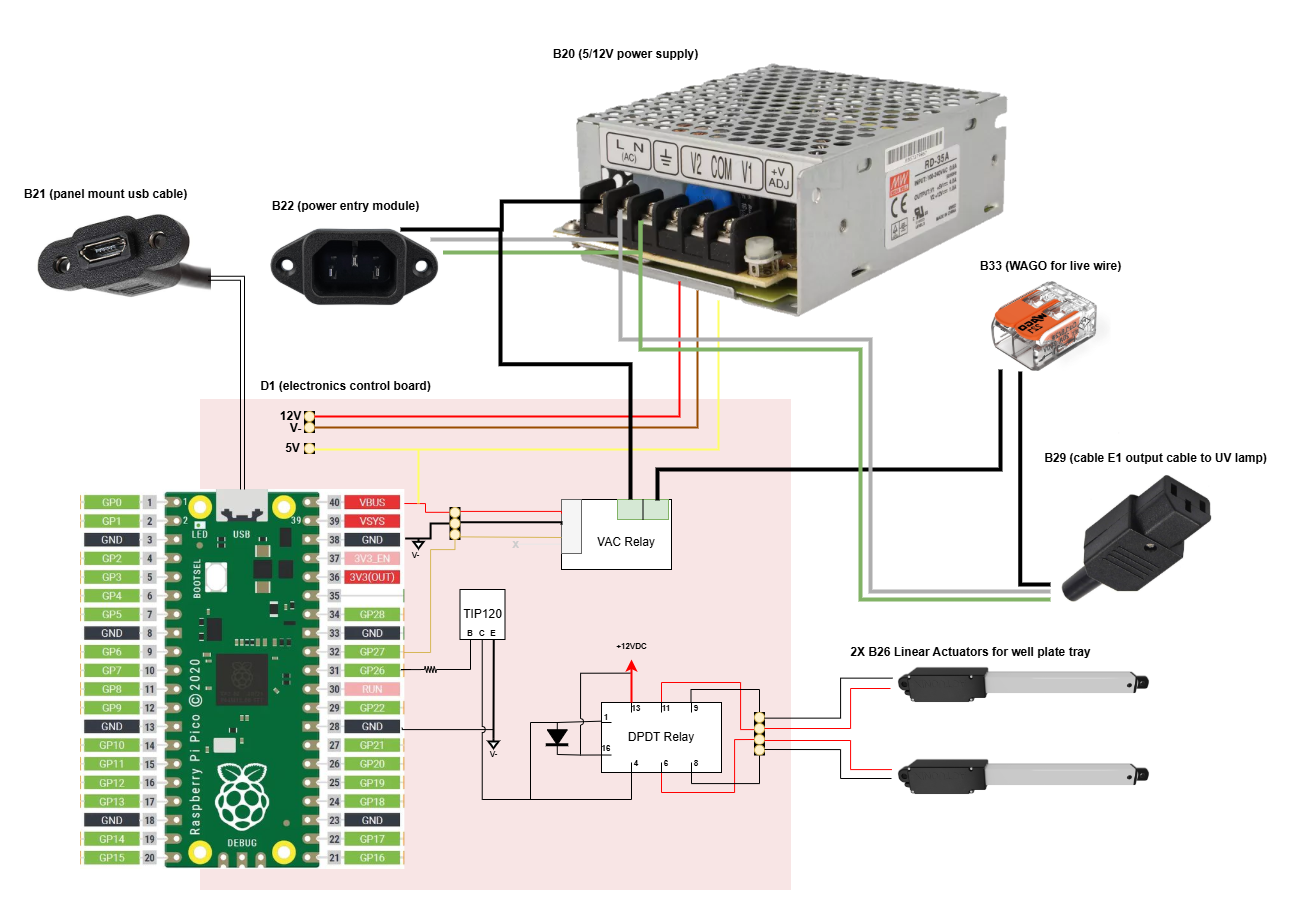 B20 (5/12V power supply)
L N
(AC)
V2 COM V1
+V
ADJ
RD-35A
B21 (panel mount usb cable)
B22 (power entry module)
B33 (WAGO for live wire)
WAGO
221
D1 (electronics control board)
12V
V-
5V
B29 (cable E1 output cable to UV lamp)
VAC Relay
x
V-
GP0 1 1 40 VBUS
GP1 2 2 LED USB 39 39 VSYS
GND 3 38 GND
GP2 4 37 3V3_EN
GP3 5 BOOTSEL 36 3V3(OUT)
GP4 6 35
GP5 7 34 GP28
GND 8 33 GND
GP6 9 32 GP27
GP7 10 31 GP26
GP8 11 30 RUN
GP9 12 29 GP22
GND 13 28 GND
GP10 14 27 GP21
GP11 15 26 GP20
GP12 16 25 GP19
GP13 17 24 GP18
GND 18 23 GND
GP14 19 22 GP17
GP15 20 21 GP16
Raspberry Pi Pico ©2020
DEBUG
TIP120
B C E
V-
+12VDC
13 11 9
1
DPDT Relay
16
4 6 8
2X B26 Linear Actuators for well plate tray